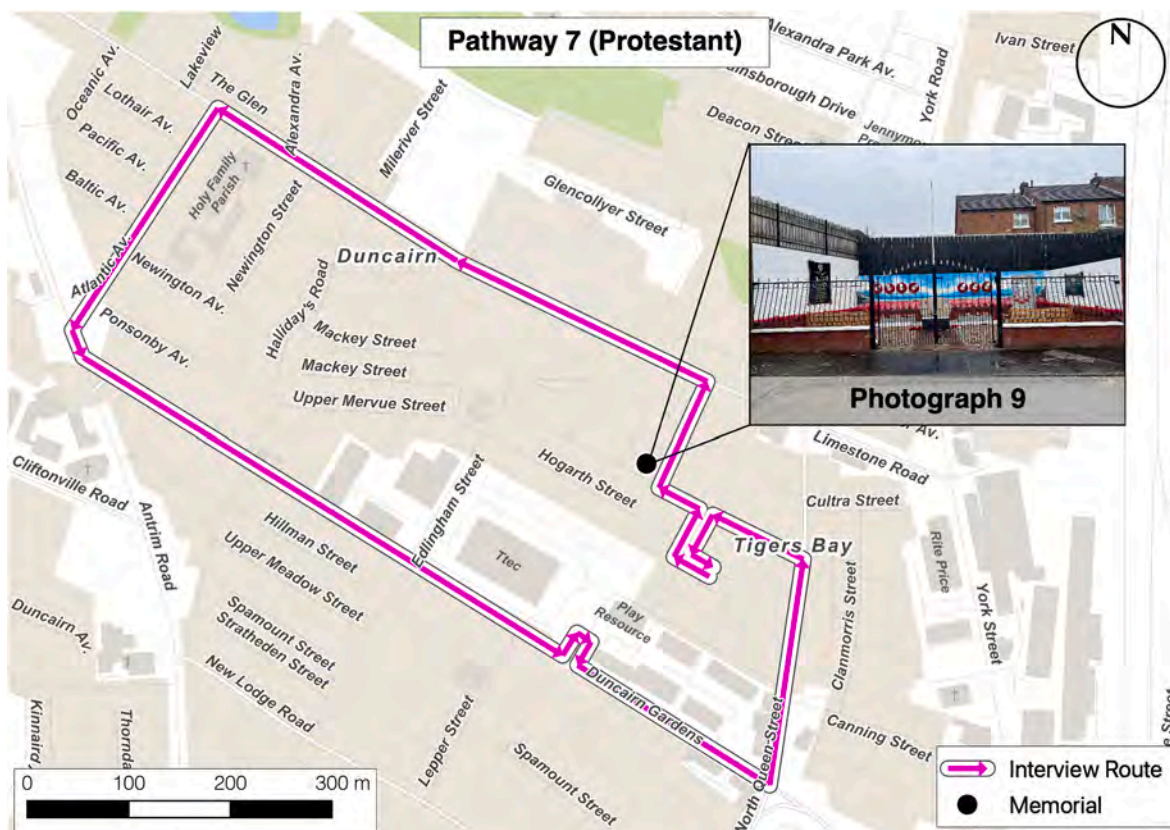 Pathway 7 (Protestant)
N
Alexandra Park Av.
Ivan Street
York Road
Oceanic Av.
Lakeview
The Glen
Lothair Av.
Alexandra Av.
Mileriver Street
Deacon
Pacific Av.
Holy Family
Parish
Baltic Av.
Glencollyer Street
Newington Street
Duncairn
Atlantic Av.
Newington Av.
Halliday's Road
Ponsonby Av.
Mackey Street
Mackey Street
Upper Mervue Street
Photograph 9
Av.
Limestone Road
Hogarth Street
Edlingham Street
Cultra Street
Cliftonville Road
Antrim Road
Hillman Street
Upper Meadow Street
Ttec
Tigers Bay
Rite Price
York Street
Clanmorris Street
Play
Resource
Duncairn Av.
Spamount Street
Stratheden Street
New Lodge Road
Duncairn Gardens
Kinnaird
Lepper Street
North Queen Street
Canning Street
Spamount Street
0 100 200 300 m
Interview Route
Memorial